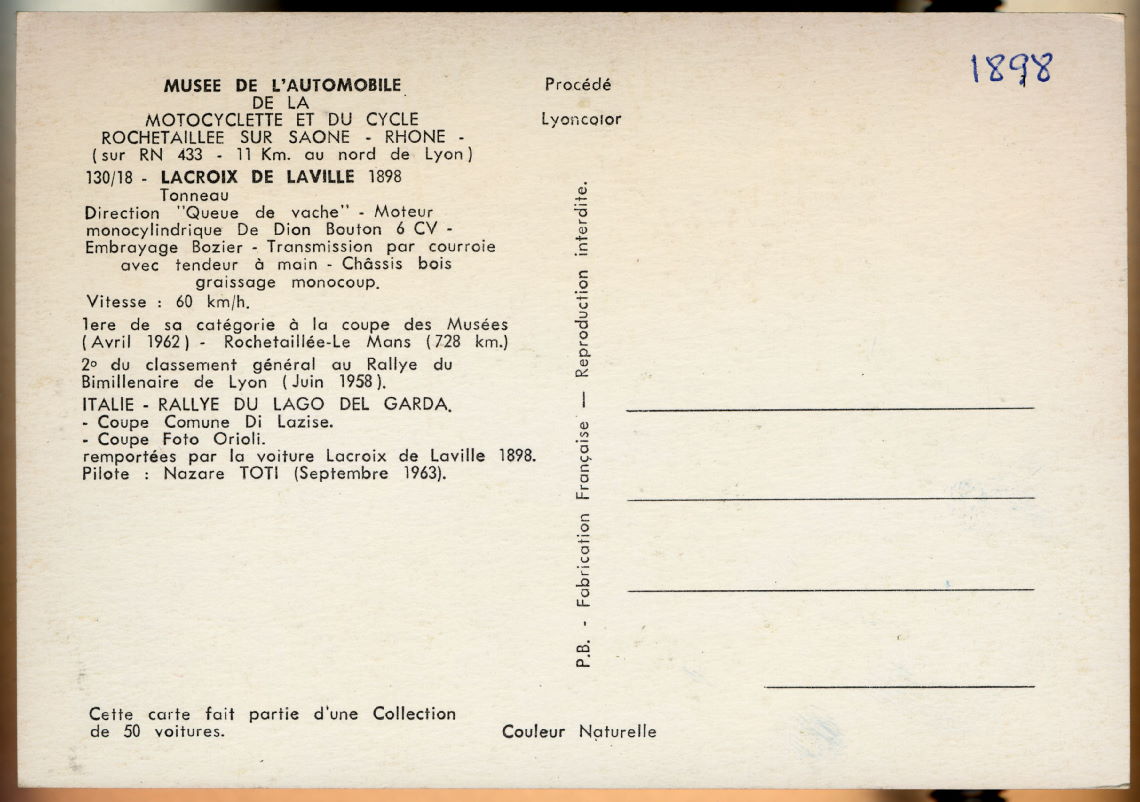 MUSEE DE L'AUTOMOBILE
DE LA
MOTOCYCLETTE ET DU CYCLE
ROCHETAILLEE SUR SAONE - RHONE -
(sur RN 433 - 11 Km. au nord de Lyon)
130/18 - LACROIX DE LAVILLE 1898
Tonneau
Direction "Queue de vache" - Moteur
monocylindrique De Dion Bouton 6 CV -
Embrayage Bozier - Transmission par courroie
avec tendeur à main - Châssis bois
graissage monocoup.
Vitesse : 60 km/h.
1ere de sa catégorie à la coupe des Musées
(Avril 1962) - Rochetaillée-Le Mans (728 km.)
2º du classement général au Rallye du
Bimillenaire de Lyon (Juin 1958).
ITALIE - RALLYE DU LAGO DEL GARDA.
- Coupe Comune Di Lazise.
- Coupe Foto Orioli.
remportées par la voiture Lacroix de Laville 1898.
Pilote : Nazare TOTI (Septembre 1963).
Cette carte fait partie d'une Collection
de 50 voitures.
Procédé
Lyoncolor
P.B. - Lib. Fabrication Française — Reproduction interdite.
Couleur Naturelle
1898